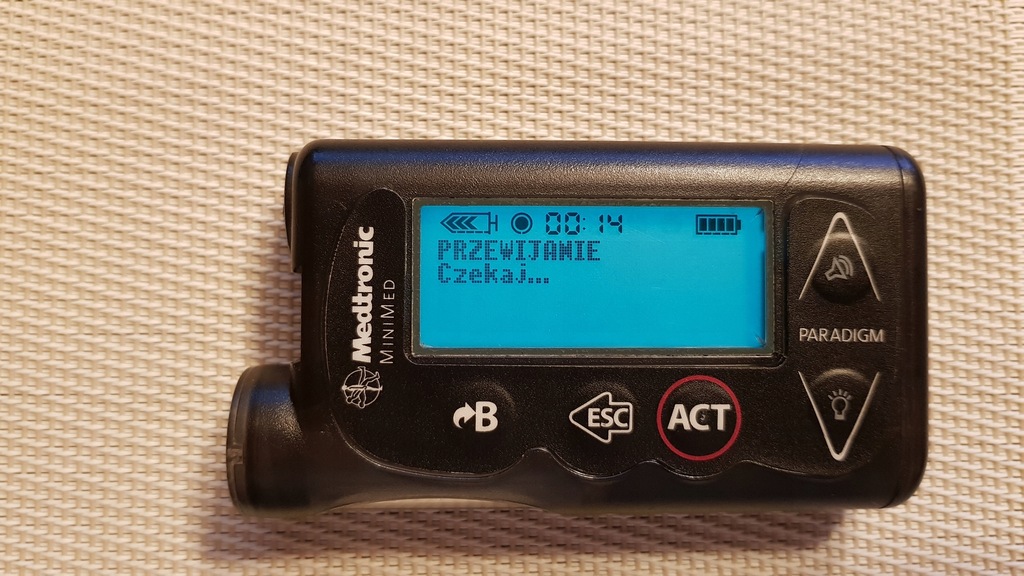 Medtronic
MINIMED
00:14
PRZEWIJANIE
Czekaj...
PARADIGM
B
ESC
ACT